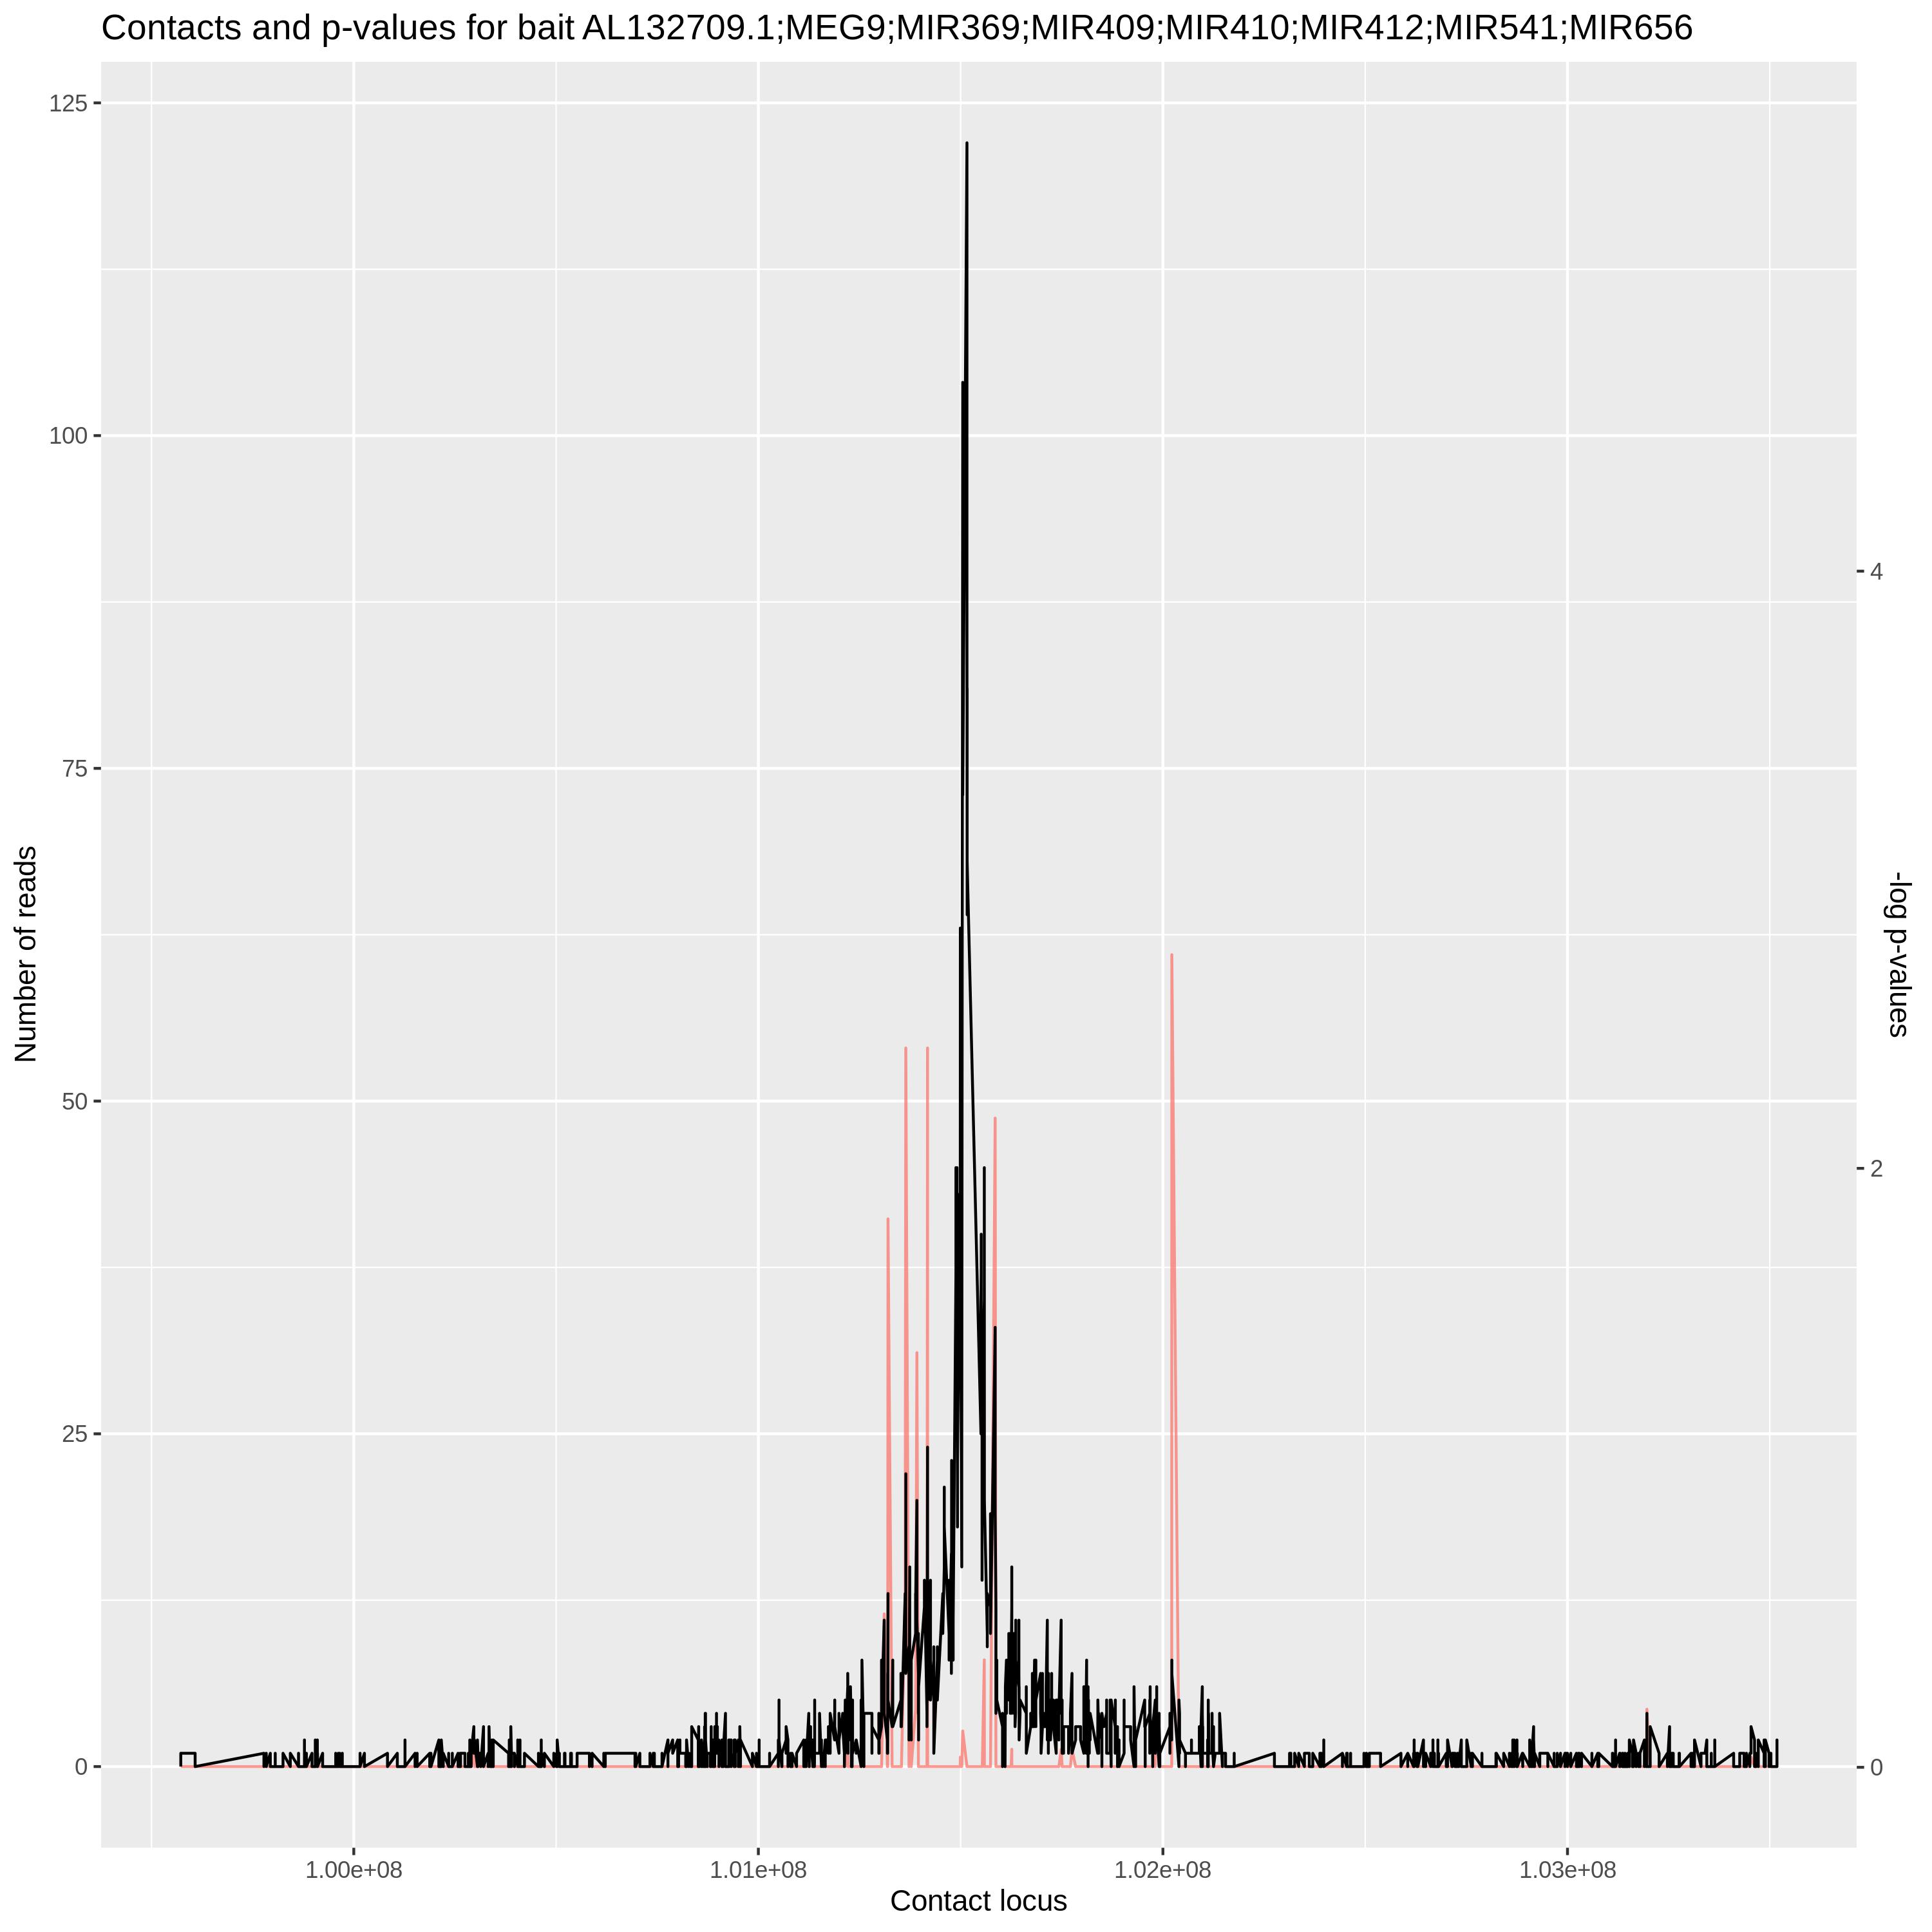 Contacts and p-values for bait AL132709.1;MEG9;MIR369;MIR409;MIR410;MIR412;MIR541;MIR656
125
100
75
50
25
0
Number of reads
4
2
0
-log p-values
1.00e+08
1.01e+08
1.02e+08
1.03e+08
Contact locus